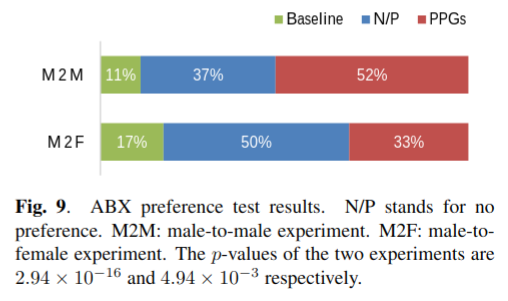 Baseline N/P PPGs
M2M 11% 37% 52%
M2F 17% 50% 33%
Fig. 9. ABX preference test results. N/P stands for no
preference. M2M: male-to-male experiment. M2F: male-to-
female experiment. The p-values of the two experiments are
2.94 × 10⁻¹⁶ and 4.94 × 10⁻³ respectively.